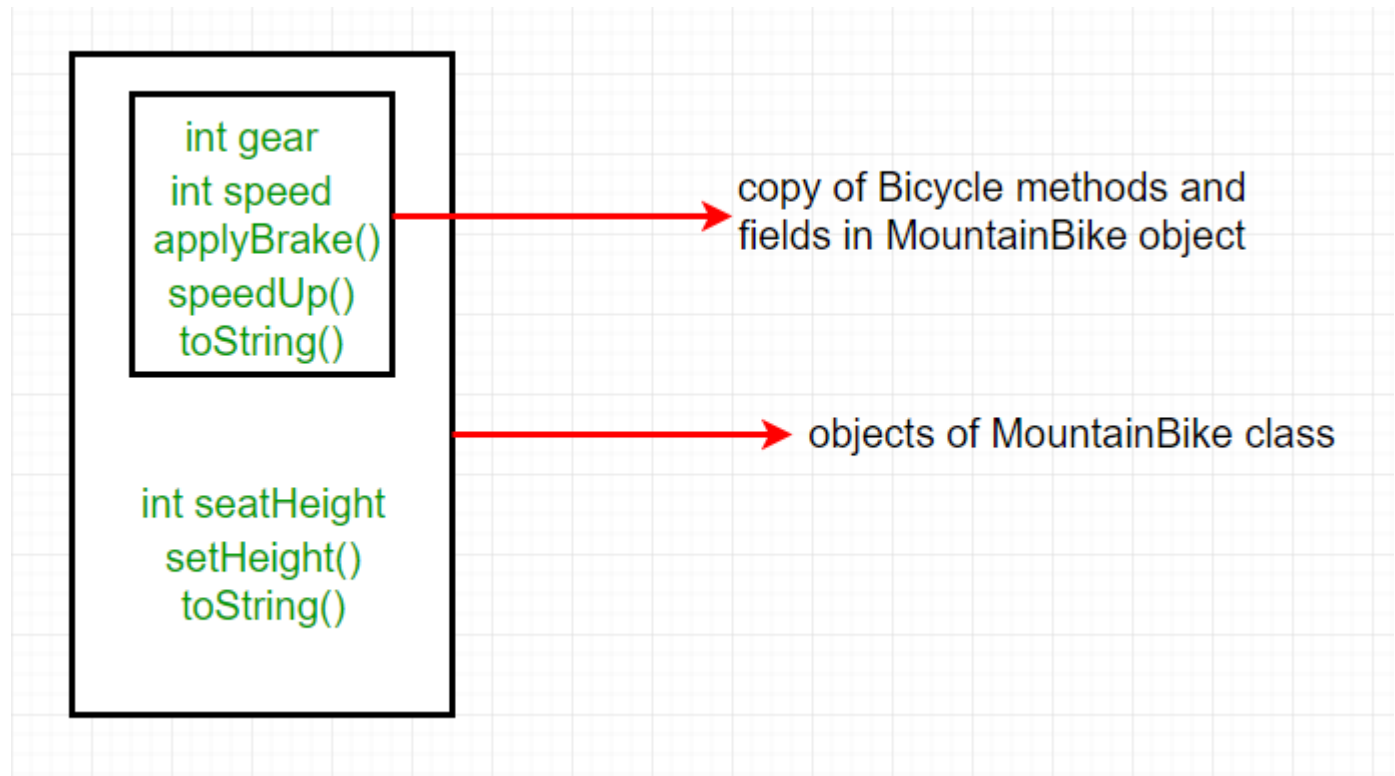 int gear
int speed
applyBrake()
speedUp()
toString()
copy of Bicycle methods and
fields in MountainBike object
objects of MountainBike class
int seatHeight
setHeight()
toString()